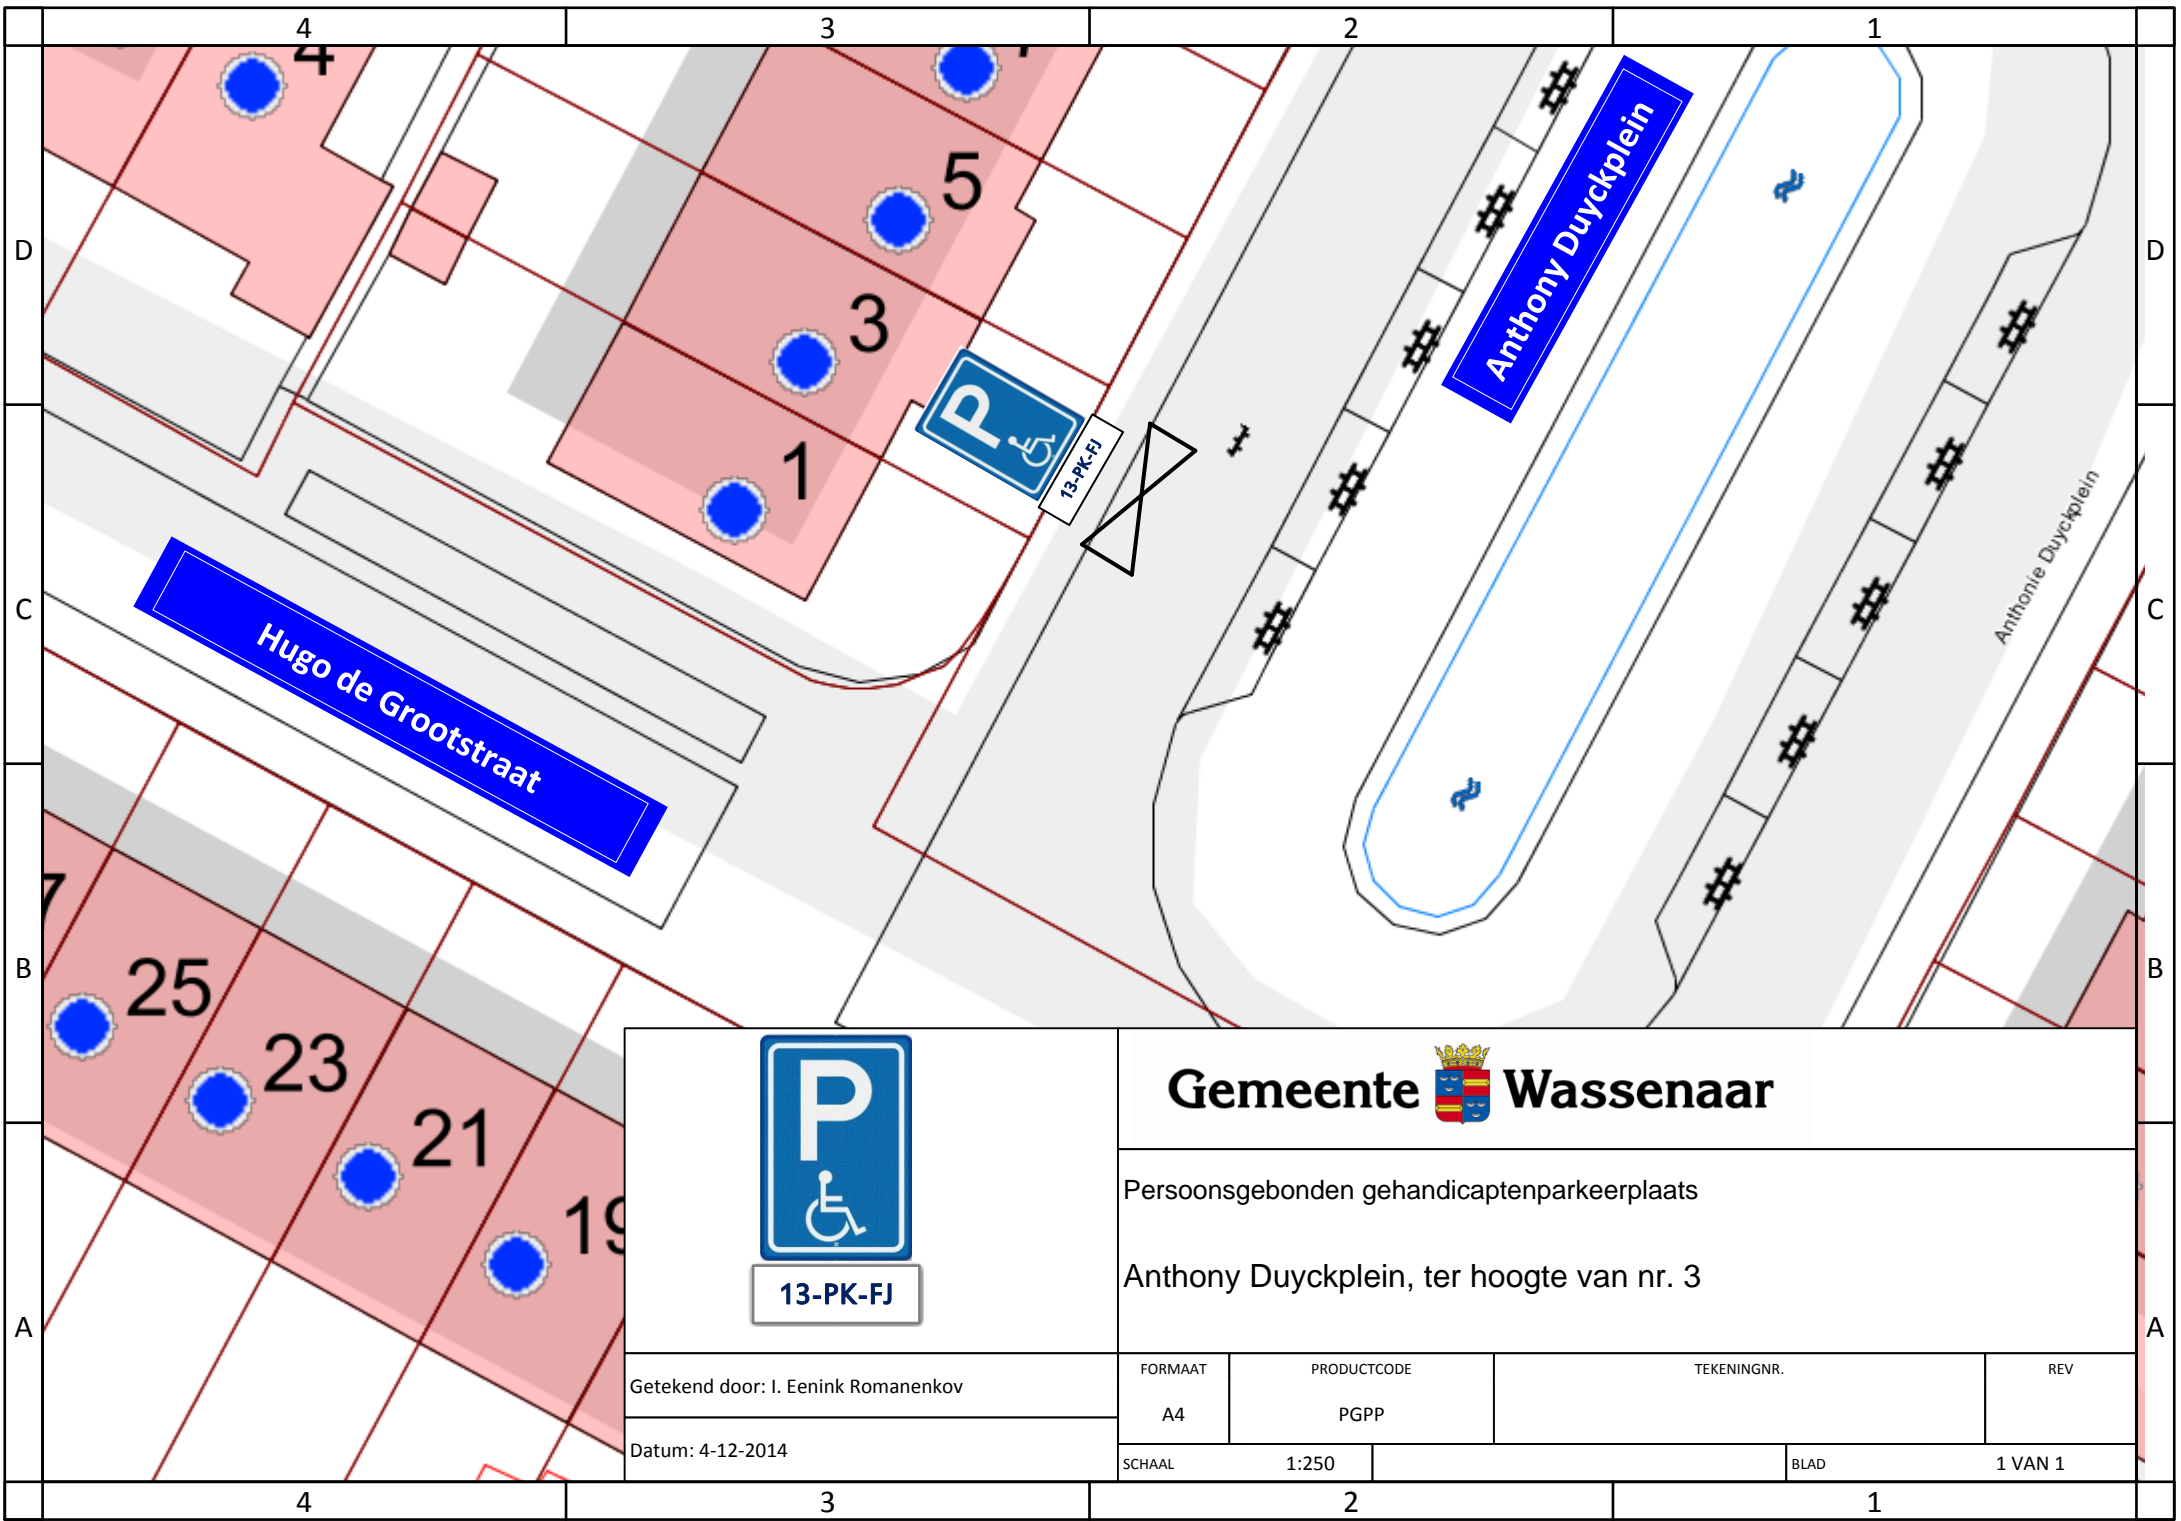 4 3 2 1
D
C
B
A
D
C
B
A
4
5
3
1
P
13-PK-FJ
Anthony Duyckplein
Anthonie Duyckplein
Hugo de Grootstraat
25
23
21
19
P
13-PK-FJ
Gemeente Wassenaar
Persoonsgebonden gehandicaptenparkeerplaats
Anthony Duyckplein, ter hoogte van nr. 3
Getekend door: I. Eenink Romanenkov
Datum: 4-12-2014
FORMAAT PRODUCTCODE TEKENINGNR. REV
A4 PGPP
SCHAAL 1:250 BLAD 1 VAN 1
4 3 2 1